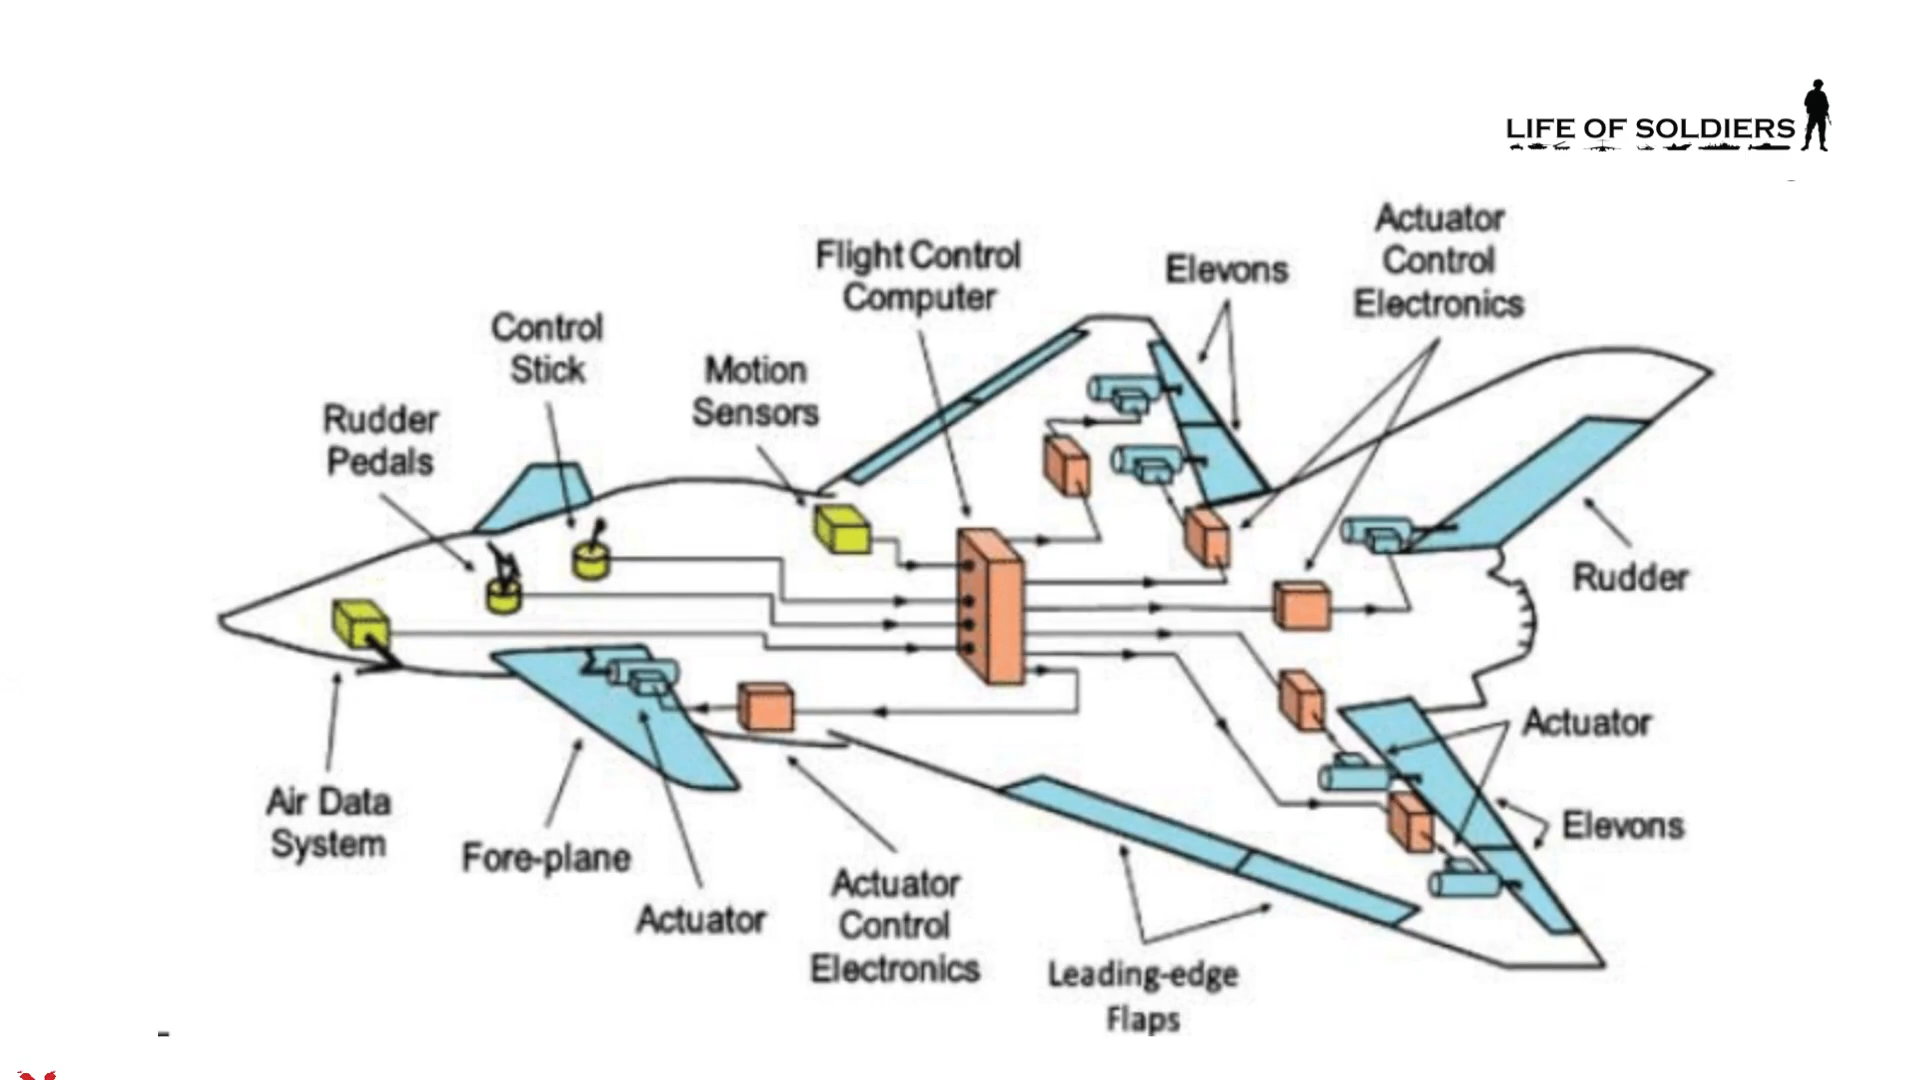 LIFE OF SOLDIERS
Actuator
Control
Electronics
Flight Control
Computer
Elevons
Control
Stick
Motion
Sensors
Rudder
Pedals
Rudder
Actuator
Air Data
System
Elevons
Fore-plane
Actuator
Actuator
Control
Electronics
Leading-edge
Flaps